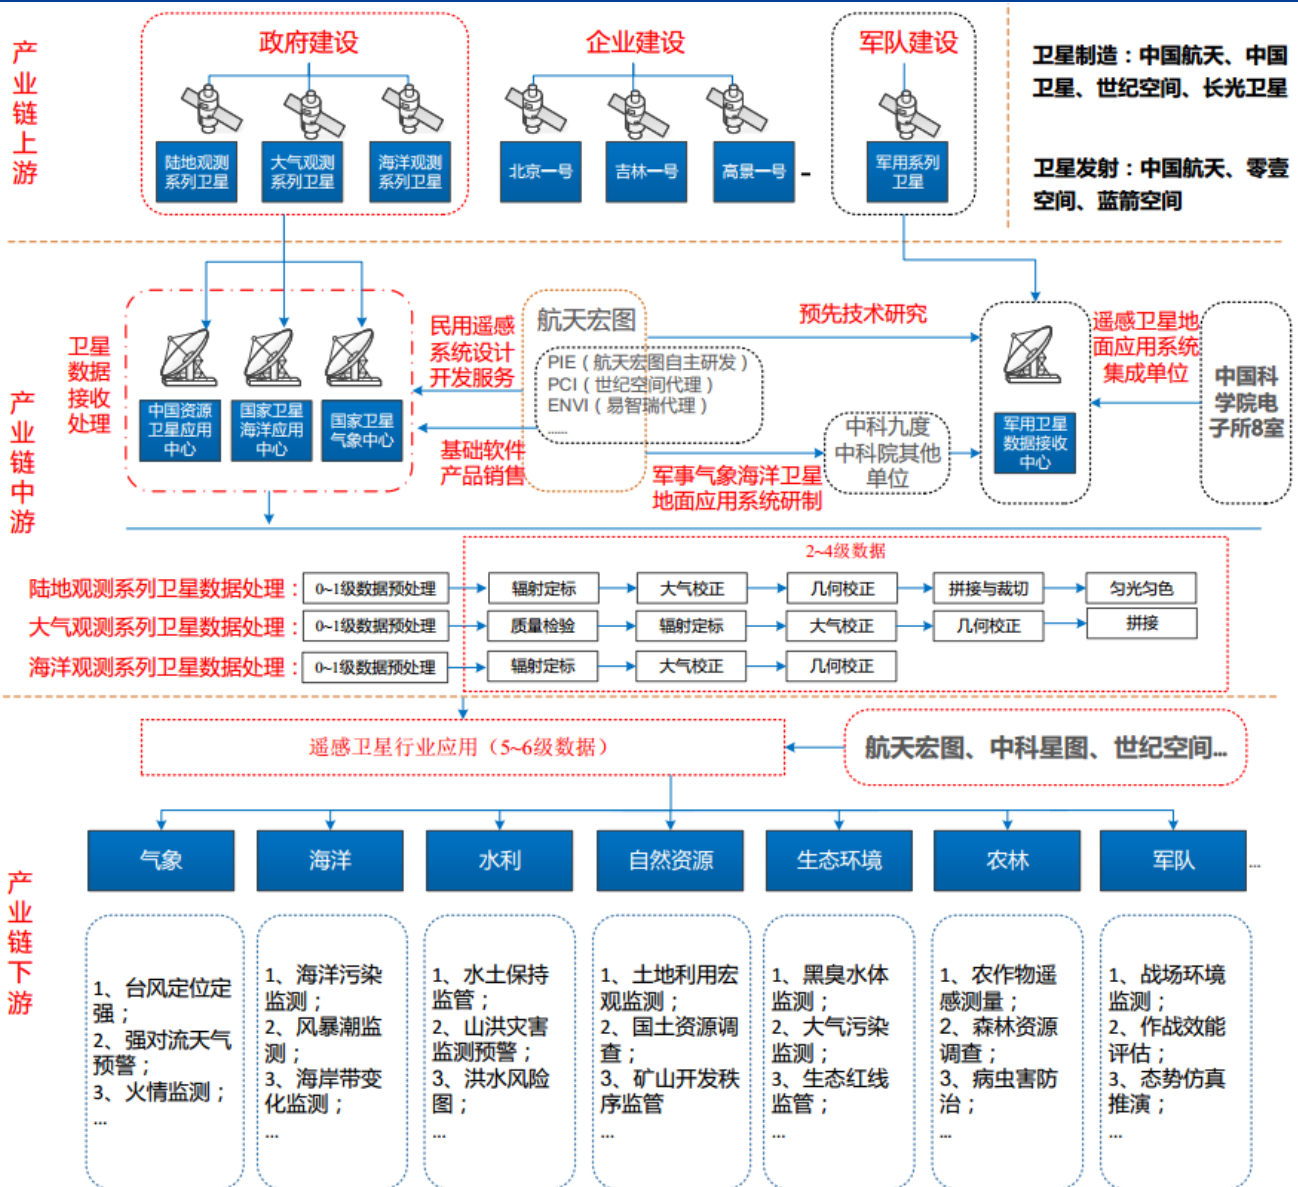 产业链上游
政府建设
企业建设
军队建设
陆地观测
系列卫星
大气观测
系列卫星
海洋观测
系列卫星
北京一号
吉林一号
高景一号
军用系列
卫星
卫星制造：中国航天、中国
卫星、世纪空间、长光卫星
卫星发射：中国航天、零壹
空间、蓝箭空间
产业链中游
卫星
数据
接收
处理
中国资源
卫星应用
中心
国家卫星
海洋应用
中心
国家卫星
气象中心
民用遥感
系统设计
开发服务
基础软件
产品销售
航天宏图
PIE（航天宏图自主研发）
PCI（世纪空间代理）
ENVI（易智瑞代理）
......
预先技术研究
军事气象海洋卫星
地面应用系统研制
中科九度
中科院其他
单位
军用卫星
数据接收
中心
遥感卫星地
面应用系统
集成单位
中国科
学院电
子所8室
2~4级数据
陆地观测系列卫星数据处理：
0~1级数据预处理
辐射定标
大气校正
几何校正
拼接与裁切
匀光匀色
大气观测系列卫星数据处理：
0~1级数据预处理
质量检验
辐射定标
大气校正
几何校正
拼接
海洋观测系列卫星数据处理：
0~1级数据预处理
辐射定标
大气校正
几何校正
产业链下游
遥感卫星行业应用（5~6级数据）
航天宏图、中科星图、世纪空间...
气象
海洋
水利
自然资源
生态环境
农林
军队
...
1、台风定位定
强；
2、强对流天气
预警；
3、火情监测；
...
1、海洋污染
监测；
2、风暴潮监
测；
3、海岸带变
化监测；
...
1、水土保持
监管；
2、山洪灾害
监测预警；
3、洪水风险
图；
...
1、土地利用宏
观监测；
2、国土资源调
查；
3、矿山开发秩
序监管
...
1、黑臭水体
监测；
2、大气污染
监测；
3、生态红线
监管；
...
1、农作物遥
感测量；
2、森林资源
调查；
3、病虫害防
治；
...
1、战场环境
监测；
2、作战效能
评估；
3、态势仿真
推演；
...